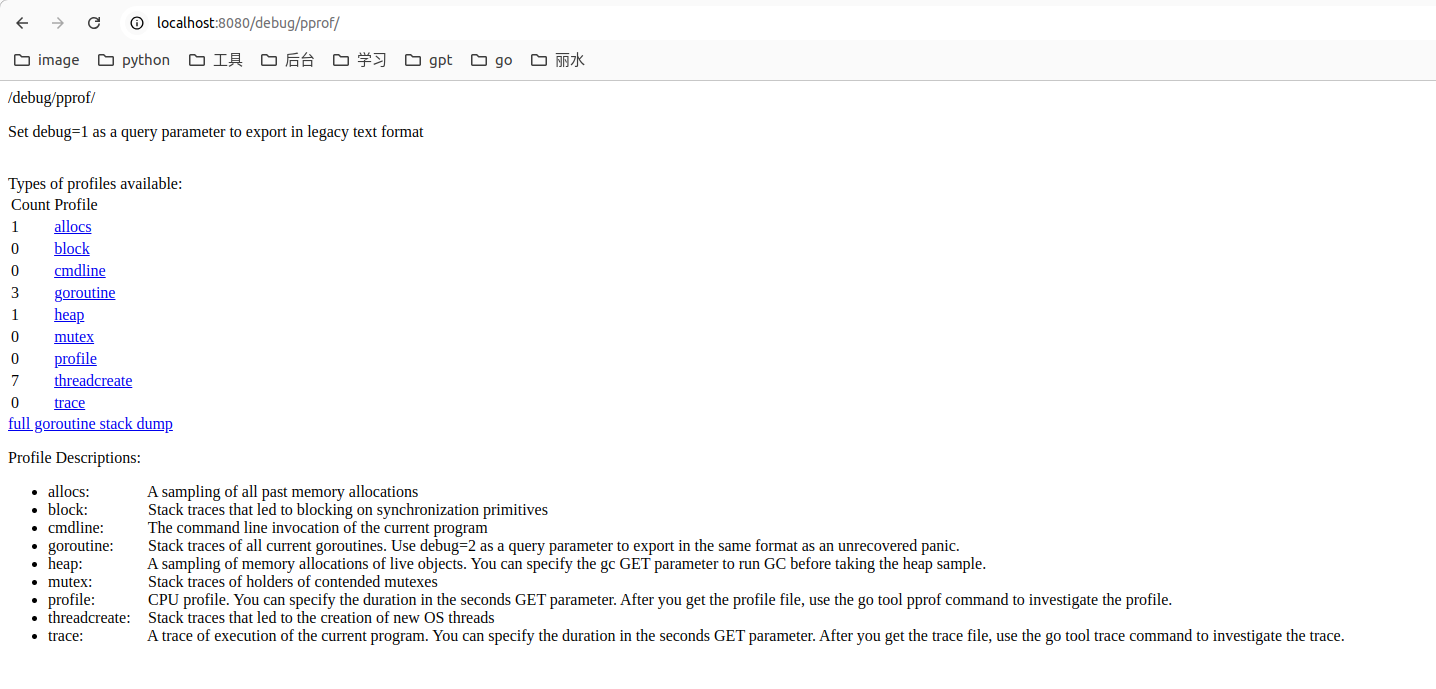 localhost:8080/debug/pprof/
image python 工具 后台 学习 gpt go 丽水
/debug/pprof/
Set debug=1 as a query parameter to export in legacy text format
Types of profiles available:
Count Profile
1 allocs
0 block
0 cmdline
3 goroutine
1 heap
0 mutex
0 profile
7 threadcreate
0 trace
full goroutine stack dump
Profile Descriptions:
• allocs: A sampling of all past memory allocations
• block: Stack traces that led to blocking on synchronization primitives
• cmdline: The command line invocation of the current program
• goroutine: Stack traces of all current goroutines. Use debug=2 as a query parameter to export in the same format as an unrecovered panic.
• heap: A sampling of memory allocations of live objects. You can specify the gc GET parameter to run GC before taking the heap sample.
• mutex: Stack traces of holders of contended mutexes
• profile: CPU profile. You can specify the duration in the seconds GET parameter. After you get the profile file, use the go tool pprof command to investigate the profile.
• threadcreate: Stack traces that led to the creation of new OS threads
• trace: A trace of execution of the current program. You can specify the duration in the seconds GET parameter. After you get the trace file, use the go tool trace command to investigate the trace.